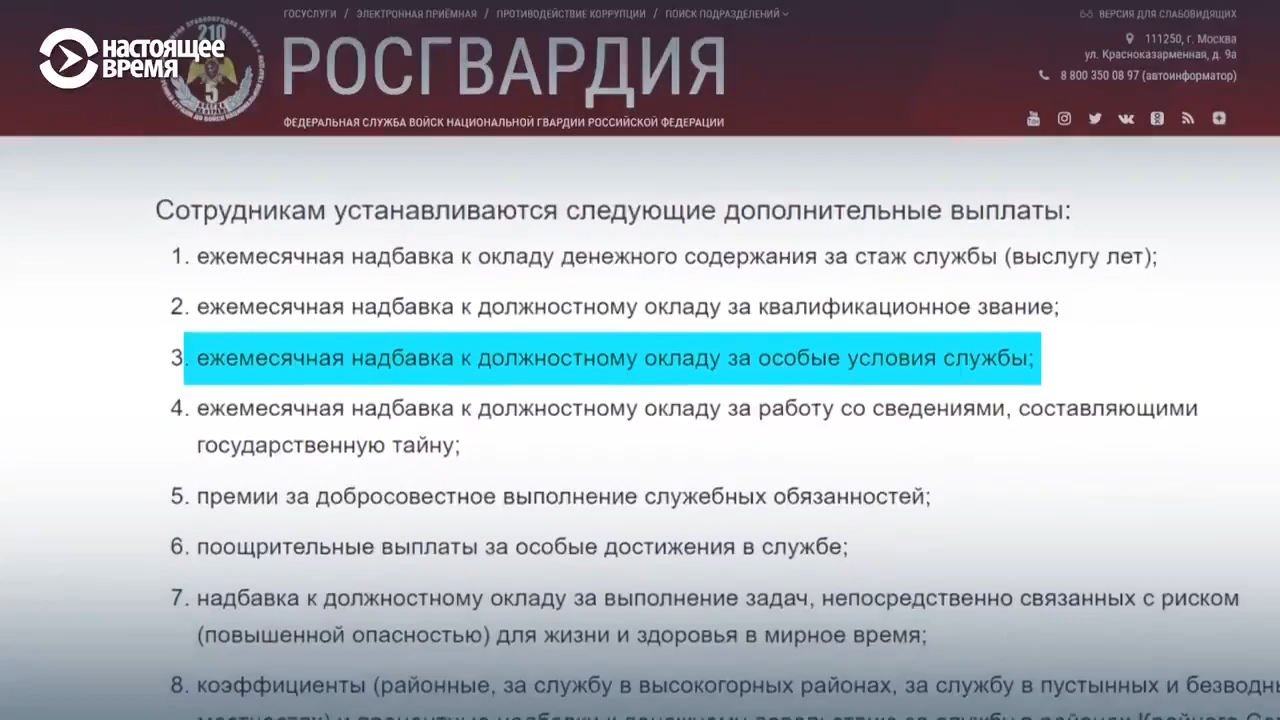 ГОСУСЛУГИ / ЭЛЕКТРОННАЯ ПРИЁМНАЯ / ПРОТИВОДЕЙСТВИЕ КОРРУПЦИИ / ПОИСК ПОДРАЗДЕЛЕНИЙ
ВЕРСИЯ ДЛЯ СЛАБОВИДЯЩИХ
НАСТОЯЩЕЕ
ВРЕМЯ
210
5
РОСГВАРДИЯ
ФЕДЕРАЛЬНАЯ СЛУЖБА ВОЙСК НАЦИОНАЛЬНОЙ ГВАРДИИ РОССИЙСКОЙ ФЕДЕРАЦИИ
111250, г. Москва
ул. Красноказарменная, д. 9а
8 800 350 08 97 (автоинформатор)
Сотрудникам устанавливаются следующие дополнительные выплаты:
1. ежемесячная надбавка к окладу денежного содержания за стаж службы (выслугу лет);
2. ежемесячная надбавка к должностному окладу за квалификационное звание;
3. ежемесячная надбавка к должностному окладу за особые условия службы;
4. ежемесячная надбавка к должностному окладу за работу со сведениями, составляющими
государственную тайну;
5. премии за добросовестное выполнение служебных обязанностей;
6. поощрительные выплаты за особые достижения в службе;
7. надбавка к должностному окладу за выполнение задач, непосредственно связанных с риском
(повышенной опасностью) для жизни и здоровья в мирное время;
8. коэффициенты (районные, за службу в высокогорных районах, за службу в пустынных и безводн